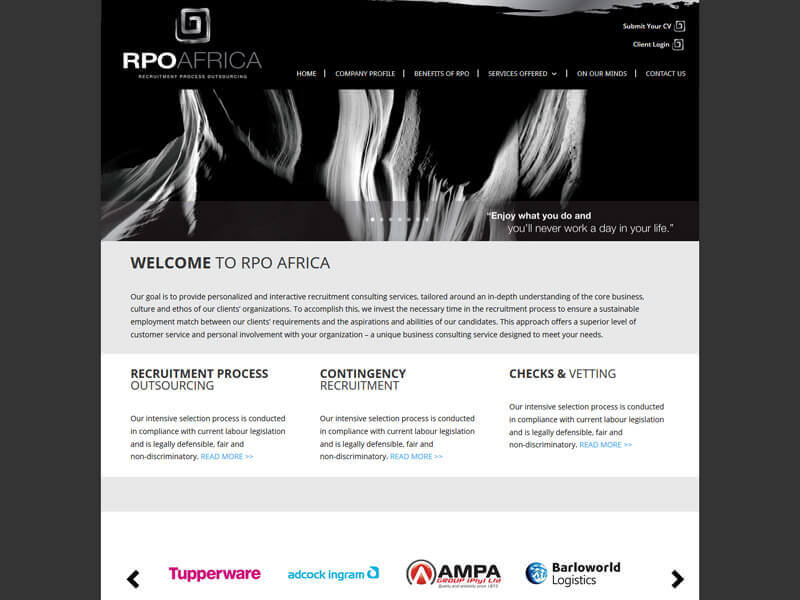 RPOAFRICA
RECRUITMENT PROCESS OUTSOURCING
Submit Your CV
Client Login
HOME | COMPANY PROFILE | BENEFITS OF RPO | SERVICES OFFERED | ON OUR MINDS | CONTACT US
“Enjoy what you do and
you'll never work a day in your life.”
WELCOME TO RPO AFRICA
Our goal is to provide personalized and interactive recruitment consulting services, tailored around an in-depth understanding of the core business,
culture and ethos of our clients' organizations. To accomplish this, we invest the necessary time in the recruitment process to ensure a sustainable
employment match between our clients' requirements and the aspirations and abilities of our candidates. This approach offers a superior level of
customer service and personal involvement with your organization – a unique business consulting service designed to meet your needs.
RECRUITMENT PROCESS
OUTSOURCING
Our intensive selection process is conducted
in compliance with current labour legislation
and is legally defensible, fair and
non-discriminatory. READ MORE >>
CONTINGENCY
RECRUITMENT
Our intensive selection process is conducted
in compliance with current labour legislation
and is legally defensible, fair and
non-discriminatory. READ MORE >>
CHECKS & VETTING
Our intensive selection process is conducted
in compliance with current labour legislation
and is legally defensible, fair and
non-discriminatory. READ MORE >>
Tupperware
adcock ingram
AMPA
GROUP (Pty) Ltd
Quality and widening since 1973
Barloworld
Logistics